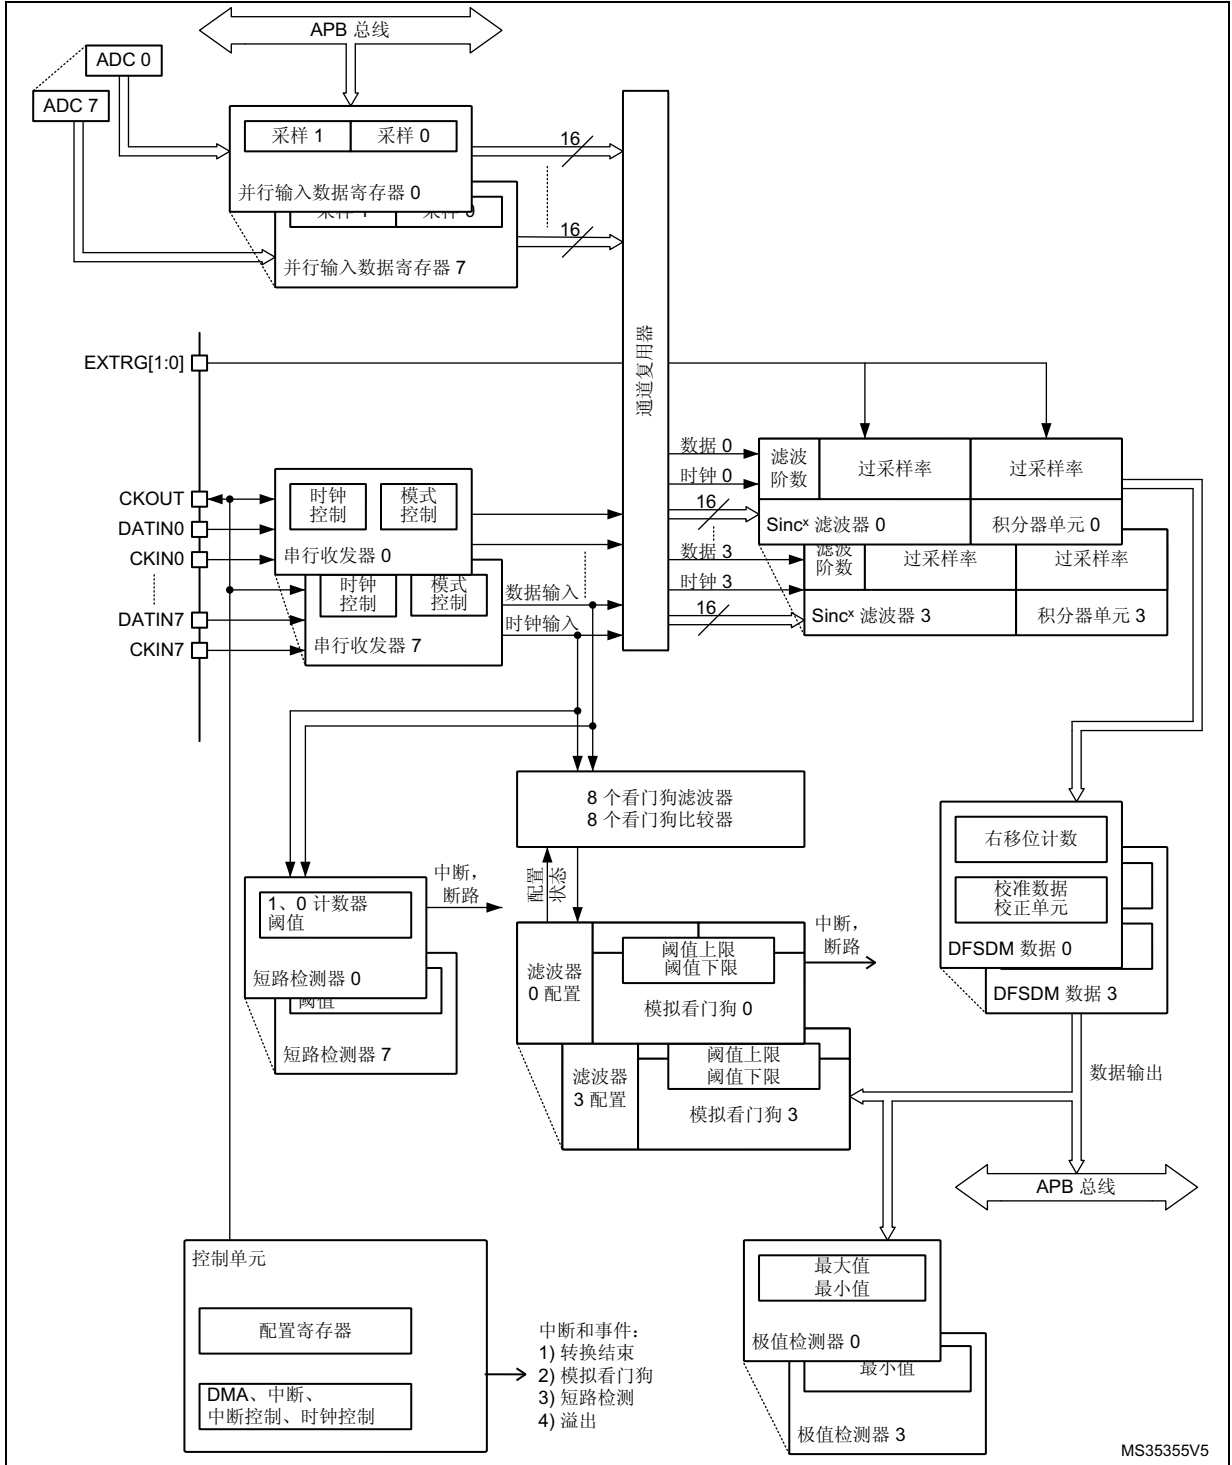 APB 总线
ADC 0
ADC 7
采样 1
采样 0
16
并行输入数据寄存器 0
采样 1
采样 0
16
并行输入数据寄存器 7
通道复用器
EXTRG[1:0]
CKOUT
DATIN0
CKIN0
DATIN7
CKIN7
时钟
控制
模式
控制
串行收发器 0
时钟
控制
模式
控制
串行收发器 7
数据输入
时钟输入
数据 0
时钟 0
16
数据 3
时钟 3
16
滤波
阶数
过采样率
过采样率
Sincˣ 滤波器 0
积分器单元 0
滤波
阶数
过采样率
过采样率
Sincˣ 滤波器 3
积分器单元 3
8 个看门狗滤波器
8 个看门狗比较器
配置
状态
中断，
断路
1、0 计数器
阈值
短路检测器 0
阈值
短路检测器 7
滤波器
0 配置
阈值上限
阈值下限
模拟看门狗 0
中断，
断路
滤波器
3 配置
阈值上限
阈值下限
模拟看门狗 3
右移位计数
校准数据
校正单元
DFSDM 数据 0
DFSDM 数据 3
数据输出
APB 总线
控制单元
配置寄存器
DMA、中断、
中断控制、时钟控制
中断和事件：
1) 转换结束
2) 模拟看门狗
3) 短路检测
4) 溢出
最大值
最小值
极值检测器 0
最小值
极值检测器 3
MS35355V5